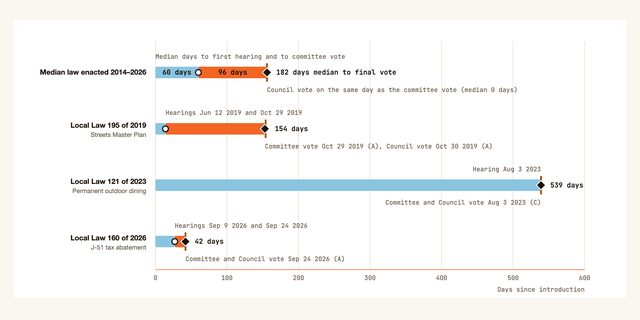 Median days to first hearing and to committee vote
Median law enacted 2014–2026
60 days
96 days
182 days median to final vote
Council vote on the same day as the committee vote (median 0 days)
Hearings Jun 12 2019 and Oct 29 2019
Local Law 195 of 2019
Streets Master Plan
154 days
Committee vote Oct 29 2019 (A), Council vote Oct 30 2019 (A)
Hearing Aug 3 2023
Local Law 121 of 2023
Permanent outdoor dining
539 days
Committee and Council vote Aug 3 2023 (C)
Hearings Sep 9 2026 and Sep 24 2026
Local Law 160 of 2026
J-51 tax abatement
42 days
Committee and Council vote Sep 24 2026 (A)
0 100 200 300 400 500 600
Days since introduction